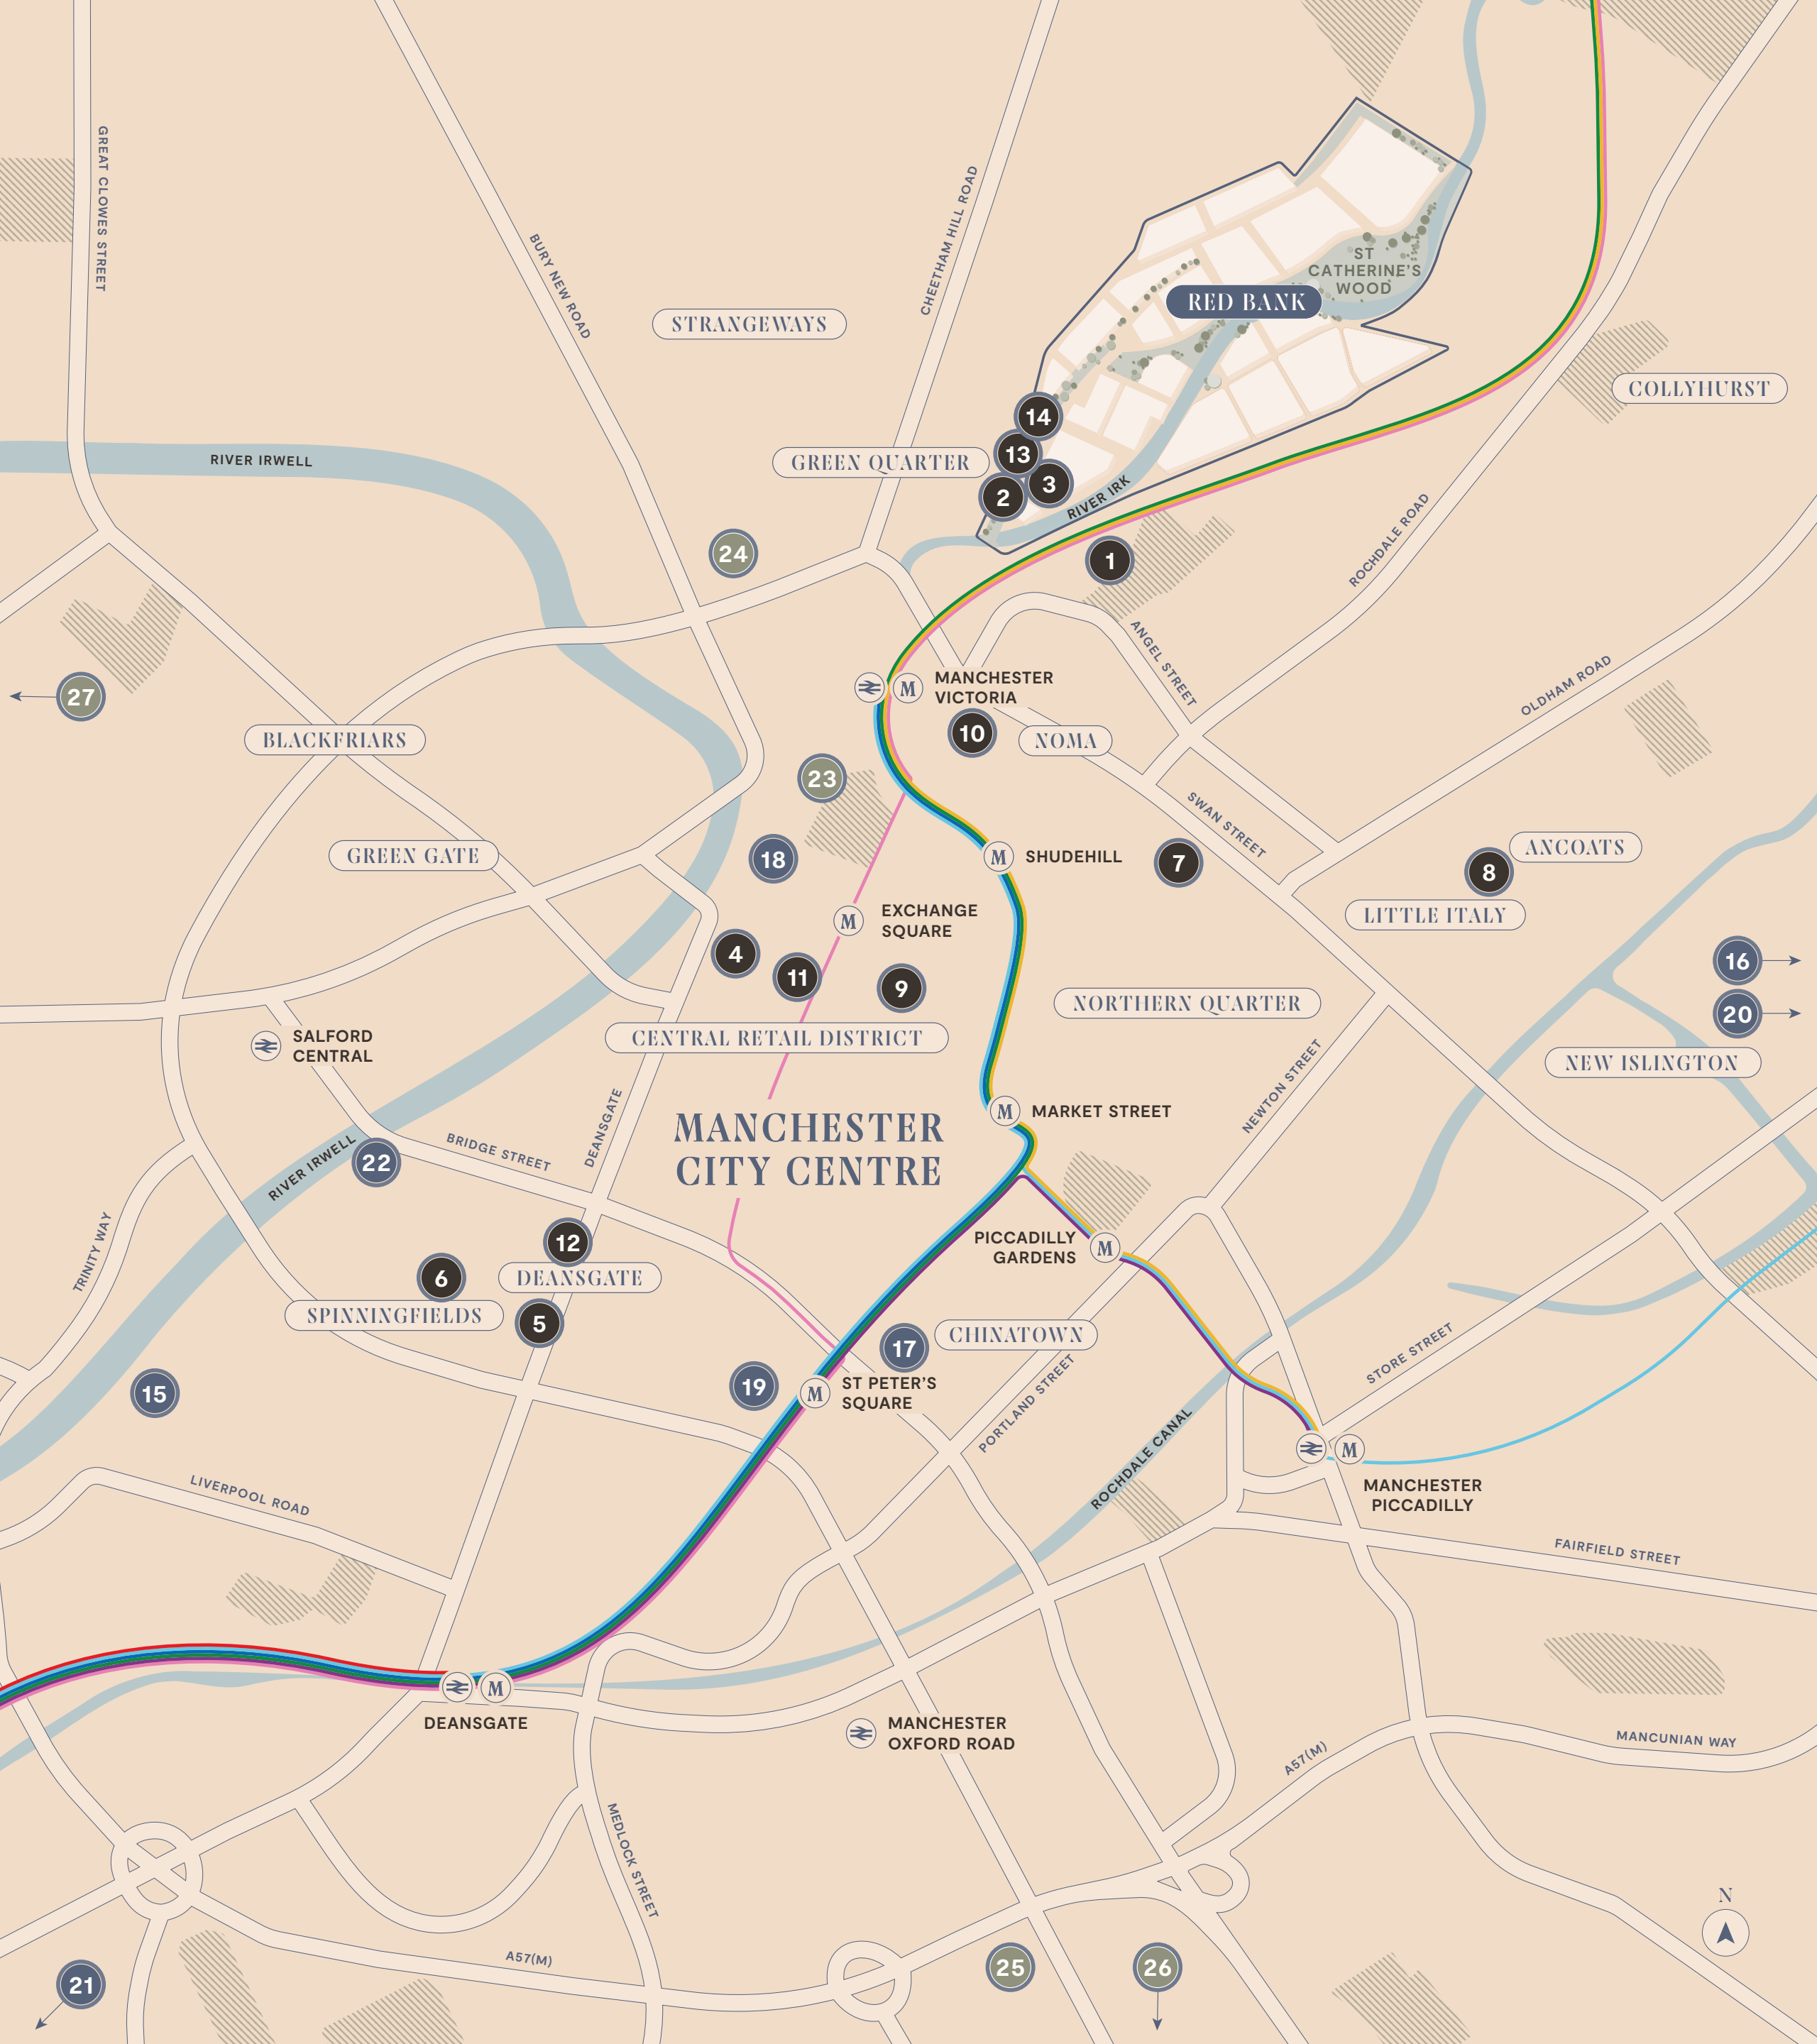 GREAT CLOWES STREET
BURY NEW ROAD
CHEETHAM HILL ROAD
ST
CATHERINE'S
WOOD
RED BANK
STRANGEWAYS
COLLYHURST
14
GREEN QUARTER
13
3
2
RIVER IRK
RIVER IRWELL
ROCHDALE ROAD
24
1
ANGEL STREET
OLDHAM ROAD
27
M
MANCHESTER
VICTORIA
10
NOMA
BLACKFRIARS
23
SWAN STREET
GREEN GATE
18
M
SHUDEHILL
7
8
ANCOATS
LITTLE ITALY
M
EXCHANGE
SQUARE
4
11
9
16
20
NORTHERN QUARTER
CENTRAL RETAIL DISTRICT
SALFORD
CENTRAL
NEW ISLINGTON
NEWTON STREET
DEANSGATE
M
MARKET STREET
MANCHESTER
CITY CENTRE
BRIDGE STREET
22
RIVER IRWELL
TRINITY WAY
12
DEANSGATE
6
SPINNINGFIELDS
5
PICCADILLY
GARDENS
M
17
CHINATOWN
STORE STREET
15
19
M
ST PETER'S
SQUARE
PORTLAND STREET
ROCHDALE CANAL
M
MANCHESTER
PICCADILLY
LIVERPOOL ROAD
FAIRFIELD STREET
M
DEANSGATE
MANCHESTER
OXFORD ROAD
MANCUNIAN WAY
A57(M)
MEDLOCK STREET
N
A57(M)
21
25
26